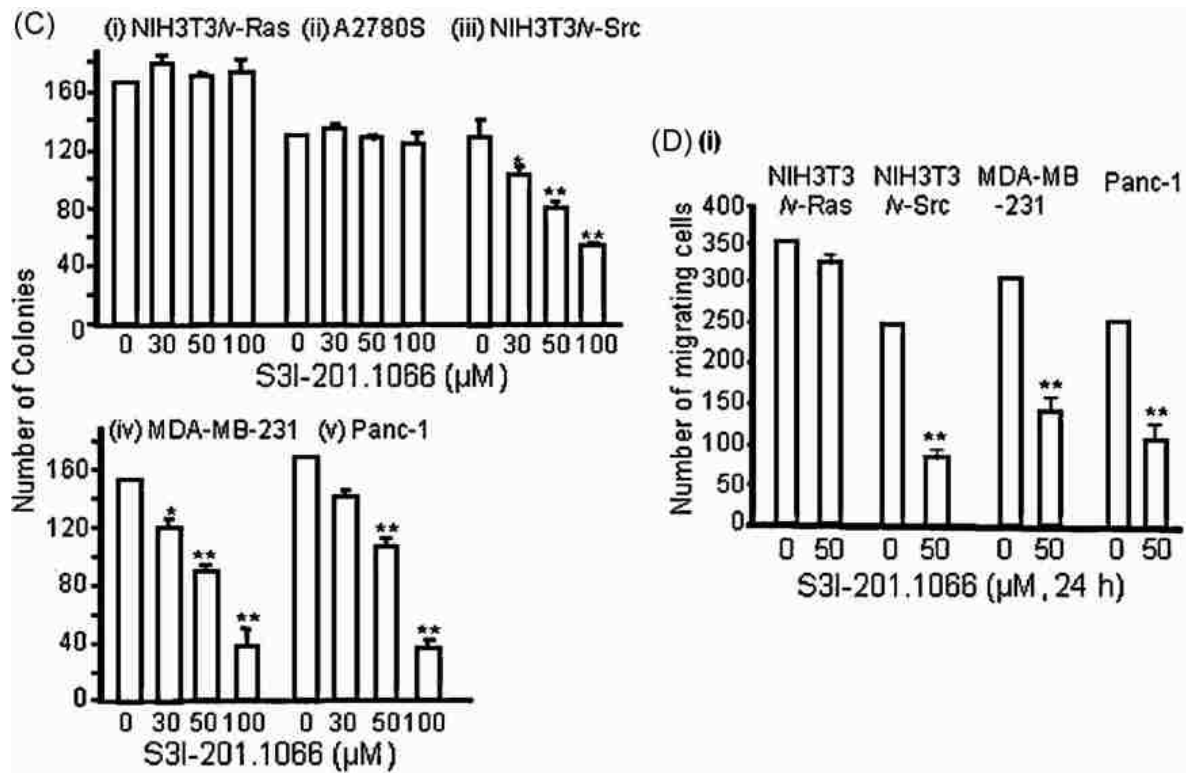 (C) (i) NIH3T3/v-Ras (ii) A2780S (iii) NIH3T3/v-Src
Number of Colonies
160
120
80
40
0
* ** **
0 30 50 100 0 30 50 100 0 30 50 100
S3I-201.1066 (µM)
(iv) MDA-MB-231 (v) Panc-1
160
120
80
40
0
* ** ** ** **
0 30 50 100 0 30 50 100
S3I-201.1066 (µM)
(D) (i)
NIH3T3 NIH3T3 MDA-MB Panc-1
/v-Ras /v-Src -231
Number of migrating cells
400
350
300
250
200
150
100
50
0
** ** **
0 50 0 50 0 50 0 50
S3I-201.1066 (µM, 24 h)